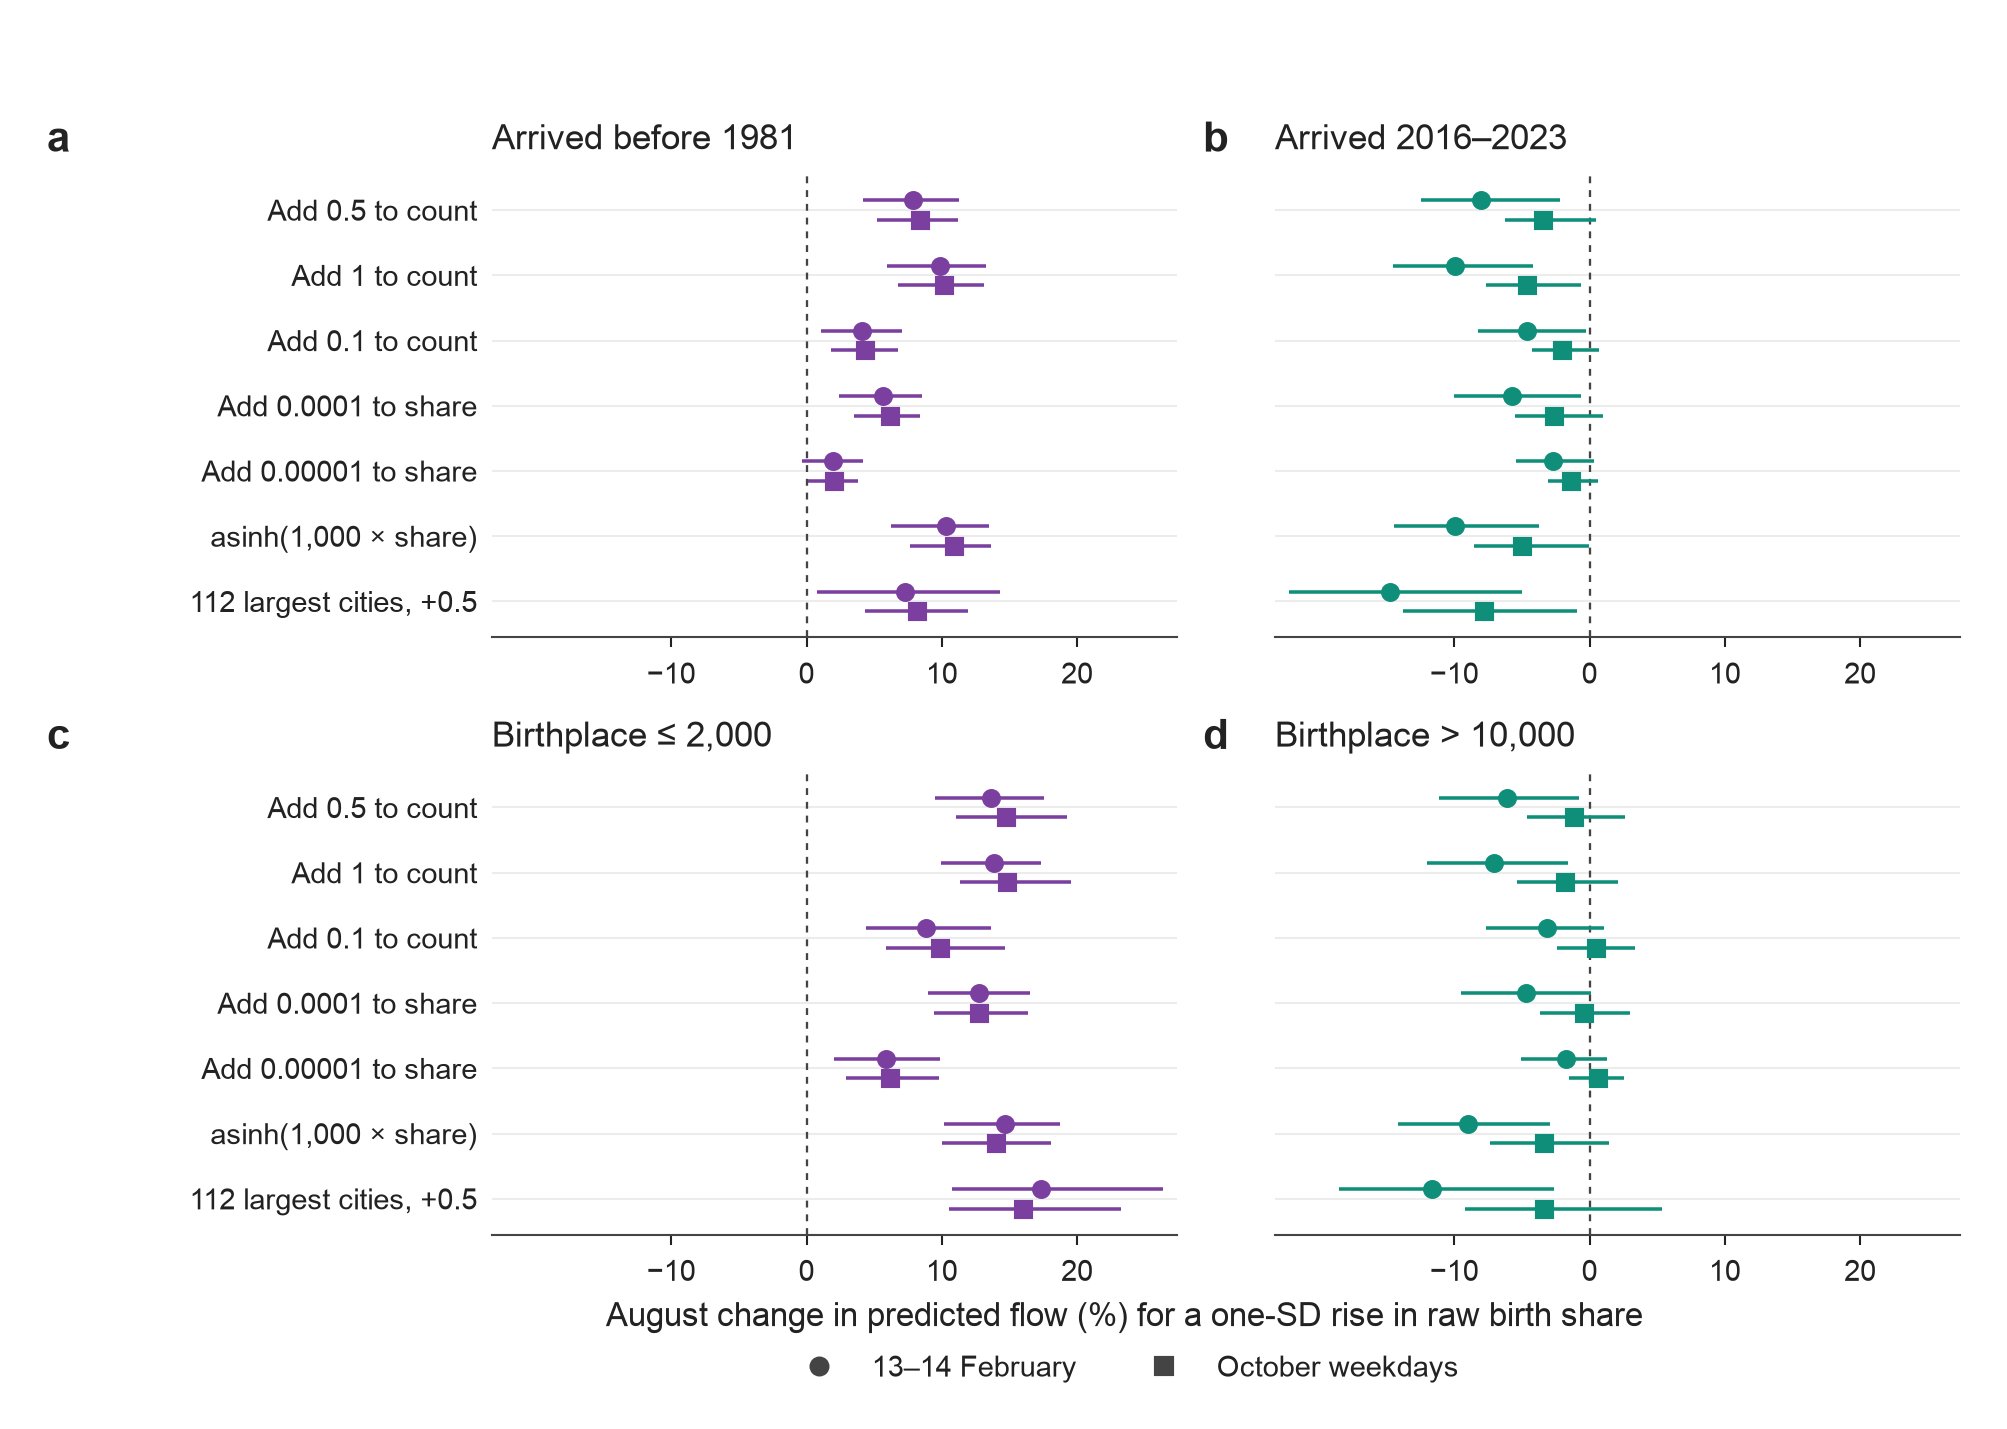 a
Arrived before 1981
b
Arrived 2016–2023
Add 0.5 to count
Add 1 to count
Add 0.1 to count
Add 0.0001 to share
Add 0.00001 to share
asinh(1,000 × share)
112 largest cities, +0.5
−10 0 10 20
−10 0 10 20
c
Birthplace ≤ 2,000
d
Birthplace > 10,000
Add 0.5 to count
Add 1 to count
Add 0.1 to count
Add 0.0001 to share
Add 0.00001 to share
asinh(1,000 × share)
112 largest cities, +0.5
−10 0 10 20
−10 0 10 20
August change in predicted flow (%) for a one-SD rise in raw birth share
13–14 February
October weekdays